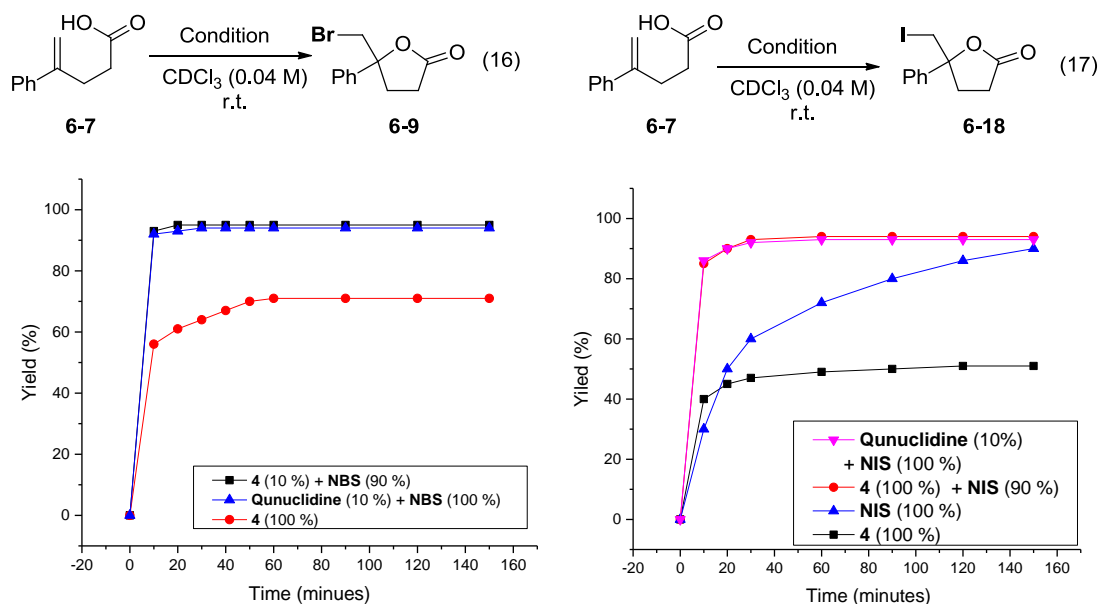 HO
O
Ph
6-7
Condition
CDCl3 (0.04 M)
r.t.
Br
O
O
Ph
6-9
(16)
HO
O
Ph
6-7
Condition
CDCl3 (0.04 M)
r.t.
I
O
O
Ph
6-18
(17)
Yield (%)
100
80
60
40
20
0
-20 0 20 40 60 80 100 120 140 160
Time (minues)
4 (10 %) + NBS (90 %)
Qunuclidine (10 %) + NBS (100 %)
4 (100 %)
Yiled (%)
100
80
60
40
20
0
-20 0 20 40 60 80 100 120 140 160
Time (minutes)
Qunuclidine (10%)
+ NIS (100 %)
4 (100 %) + NIS (90 %)
NIS (100 %)
4 (100 %)